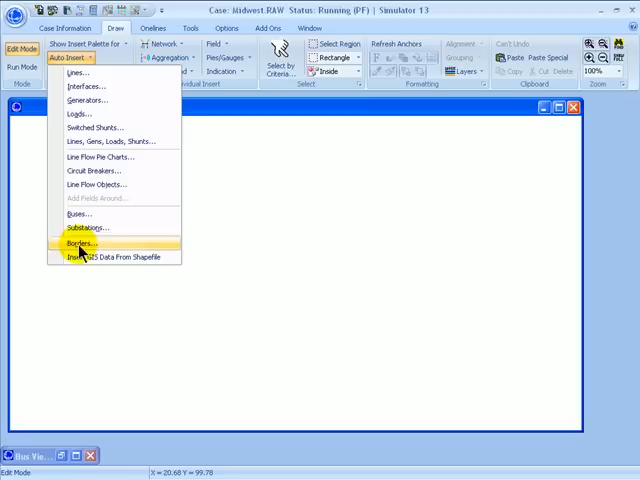 Case: Midwest.RAW Status: Running (PF) | Simulator 13
Case Information Draw Onelines Tools Options Add Ons Window
Edit Mode
Run Mode
Show Insert Palette for
Auto Insert
Network
Aggregation
Field
Pies/Gauges
Indication
Individual Insert
Select by
Criteria...
Select Region
Rectangle
Inside
Select
Refresh Anchors
Alignment
Grouping
Layers
Formatting
Can't Undo
Paste Paste Special
Cut Copy Delete
Clipboard
100%
Zoom
Lines...
Interfaces...
Generators...
Loads...
Switched Shunts...
Lines, Gens, Loads, Shunts...
Line Flow Pie Charts...
Circuit Breakers...
Line Flow Objects...
Add Fields Around...
Buses...
Substations...
Borders...
GIS Data From Shapefile
Bus Vie...
Edit Mode X = 20.68 Y = 99.78